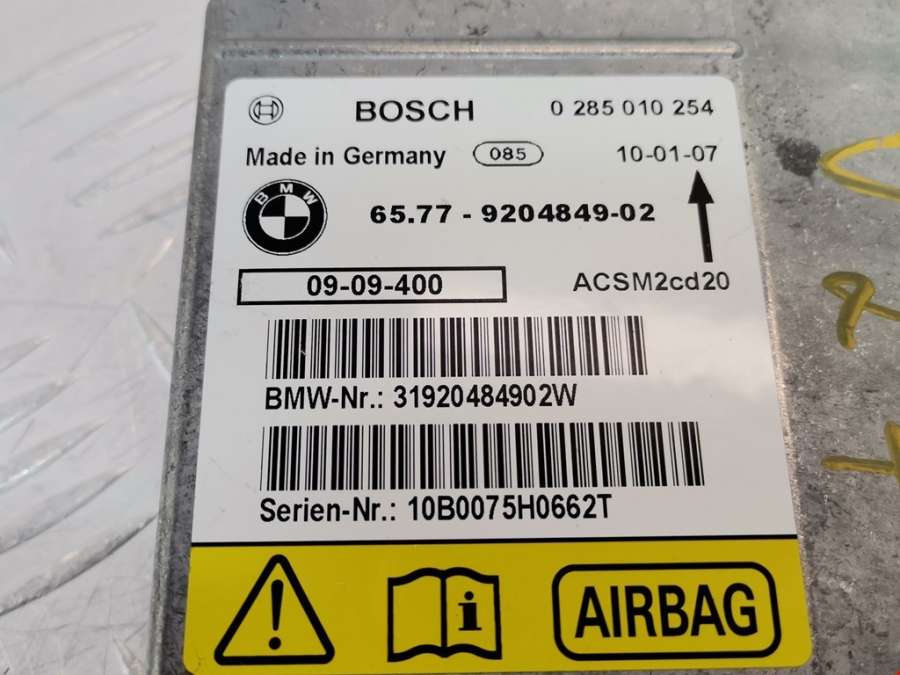 BOSCH 0 285 010 254
Made in Germany 085 10-01-07
BMW 65.77 - 9204849-02
09-09-400 ACSM2cd20
BMW-Nr.: 31920484902W
Serien-Nr.: 10B0075H0662T
AIRBAG